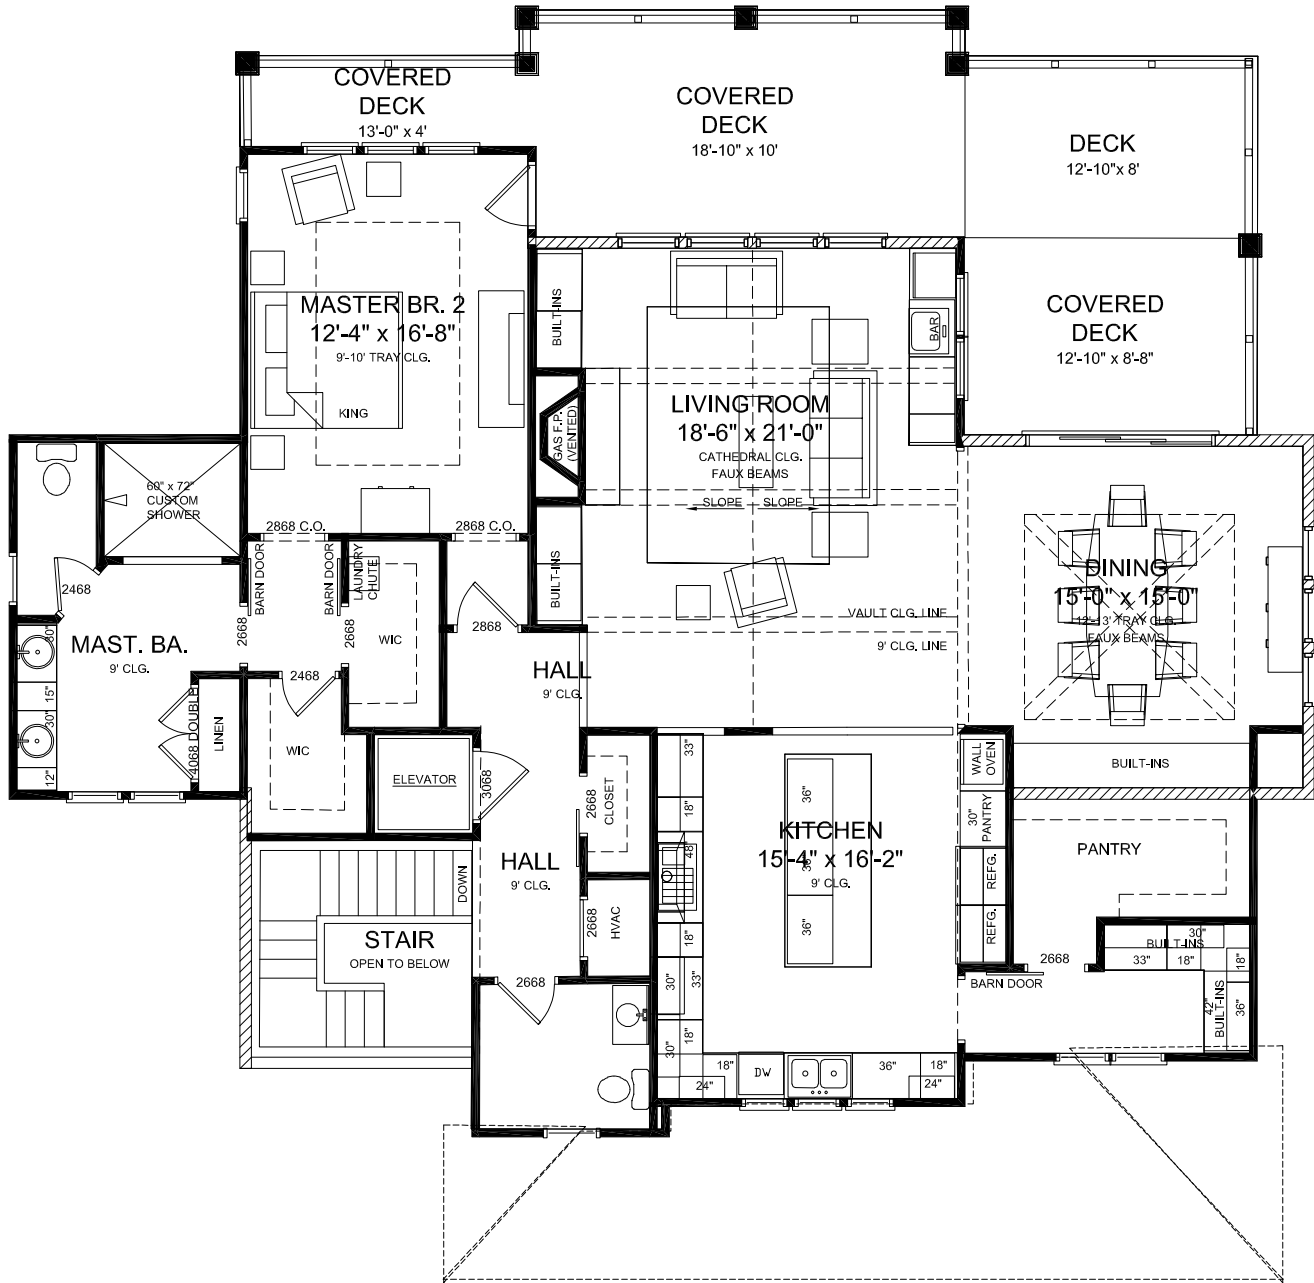 COVERED
DECK
13'-0" x 4'
COVERED
DECK
18'-10" x 10'
DECK
12'-10"x 8'
MASTER BR. 2
12'-4" x 16'-8"
9'-10' TRAY CLG.
KING
BUILT-INS
BAR
COVERED
DECK
12'-10" x 8'-8"
GAS F.P.
(VENTED)
LIVING ROOM
18'-6" x 21'-0"
CATHEDRAL CLG.
FAUX BEAMS
SLOPE
SLOPE
60" x 72"
CUSTOM
SHOWER
2868 C.O.
2868 C.O.
BARN DOOR
BARN DOOR
LAUNDRY
CHUTE
BUILT-INS
DINING
15'-0" x 15'-0"
12'-13' TRAY CLG.
FAUX BEAMS
2468
2668
2668
WIC
2868
VAULT CLG. LINE
9' CLG. LINE
30"
MAST. BA.
9' CLG.
15"
30"
12"
2468
HALL
9' CLG.
4068 DOUBLE
LINEN
WIC
ELEVATOR
3068
2668
CLOSET
33"
18"
48"
36"
36"
36"
KITCHEN
15'-4" x 16'-2"
9' CLG.
WALL
OVEN
30"
PANTRY
REFG.
REFG.
BUILT-INS
PANTRY
HALL
9' CLG.
DOWN
STAIR
OPEN TO BELOW
2668
HVAC
2668
18"
30"
33"
18"
30"
18"
24"
DW
36"
18"
24"
2668
BARN DOOR
BUILT-INS
30"
33"
18"
18"
42"
BUILT-INS
36"